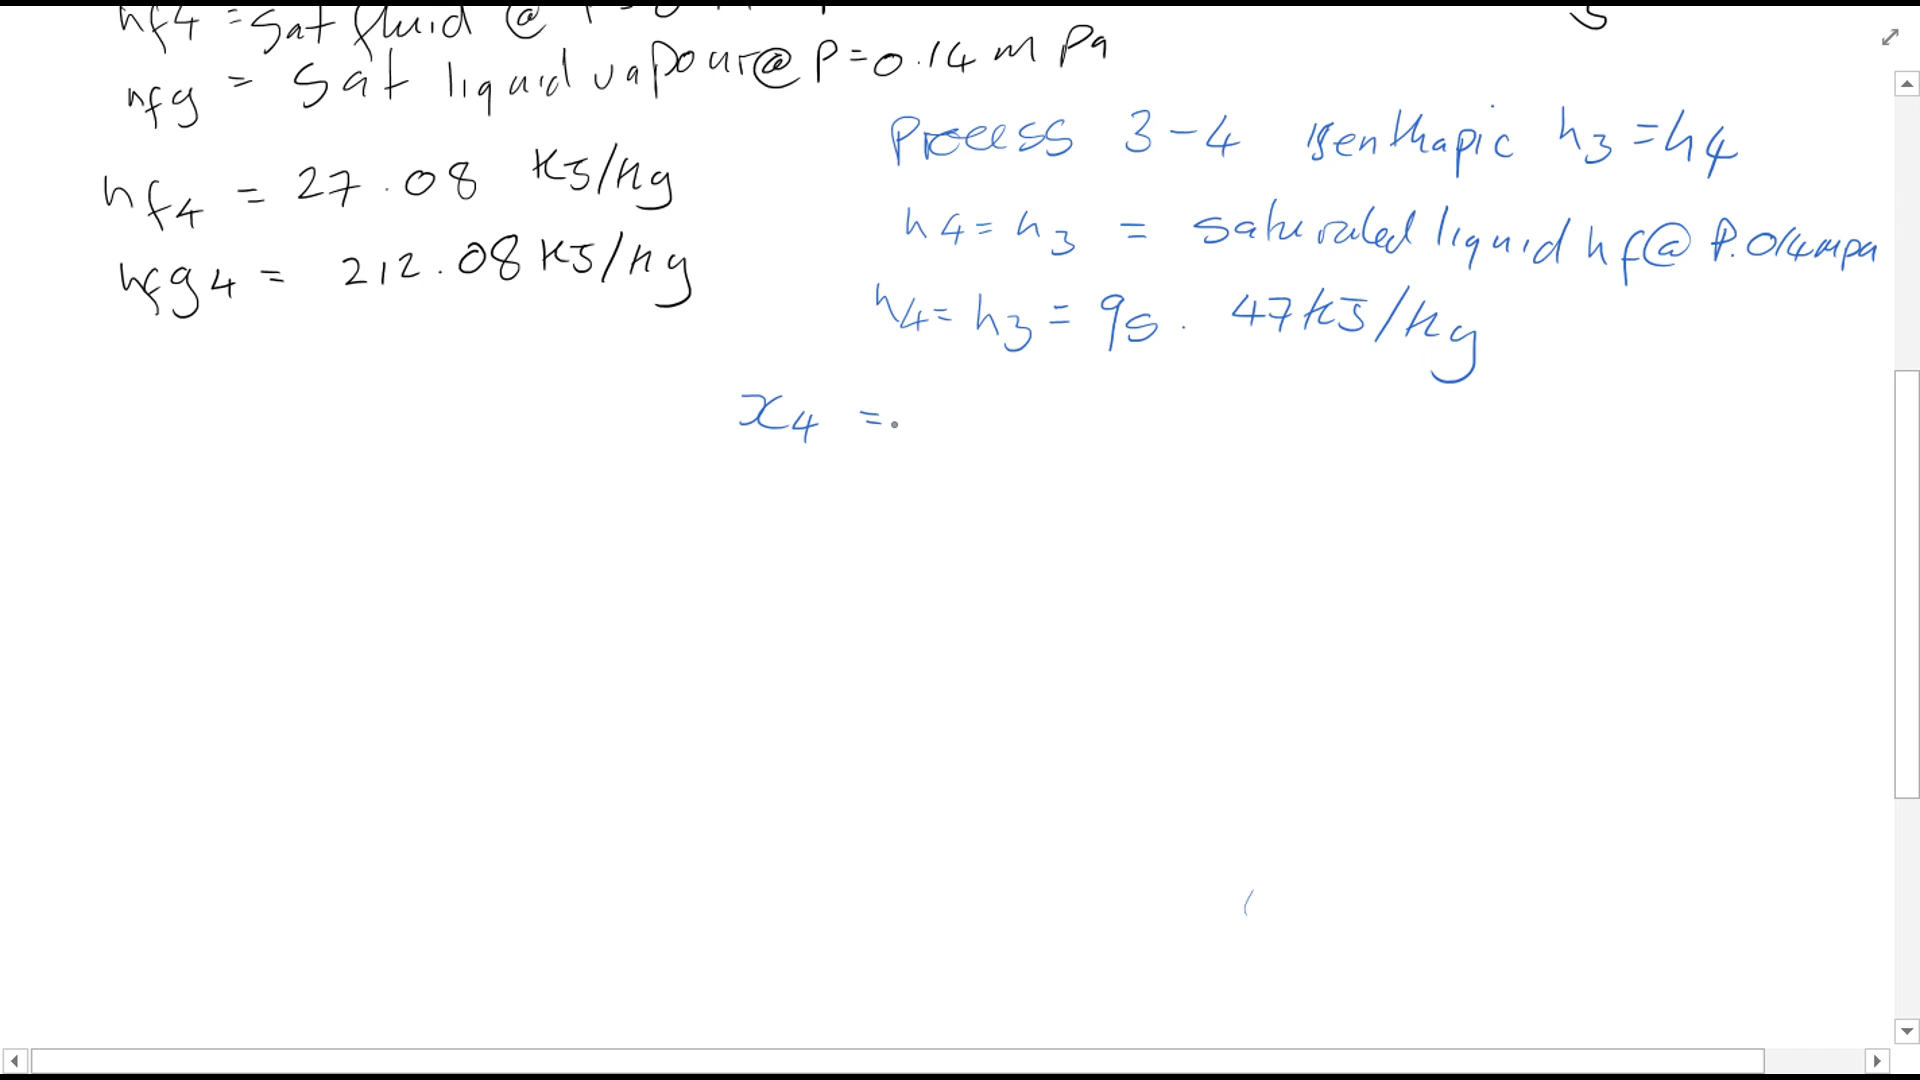 hf4 = Sat fluid @
hfg = Sat liquid vapour @ P=0.14 m Pa
hf4 = 27.08 KJ/kg
hfg4 = 212.08 KJ/kg
Process 3-4 isenthapic h3 = h4
h4 = h3 = saturated liquid hf@ P.014mpa
h4 = h3 = 95.47 KJ/kg
x4 =